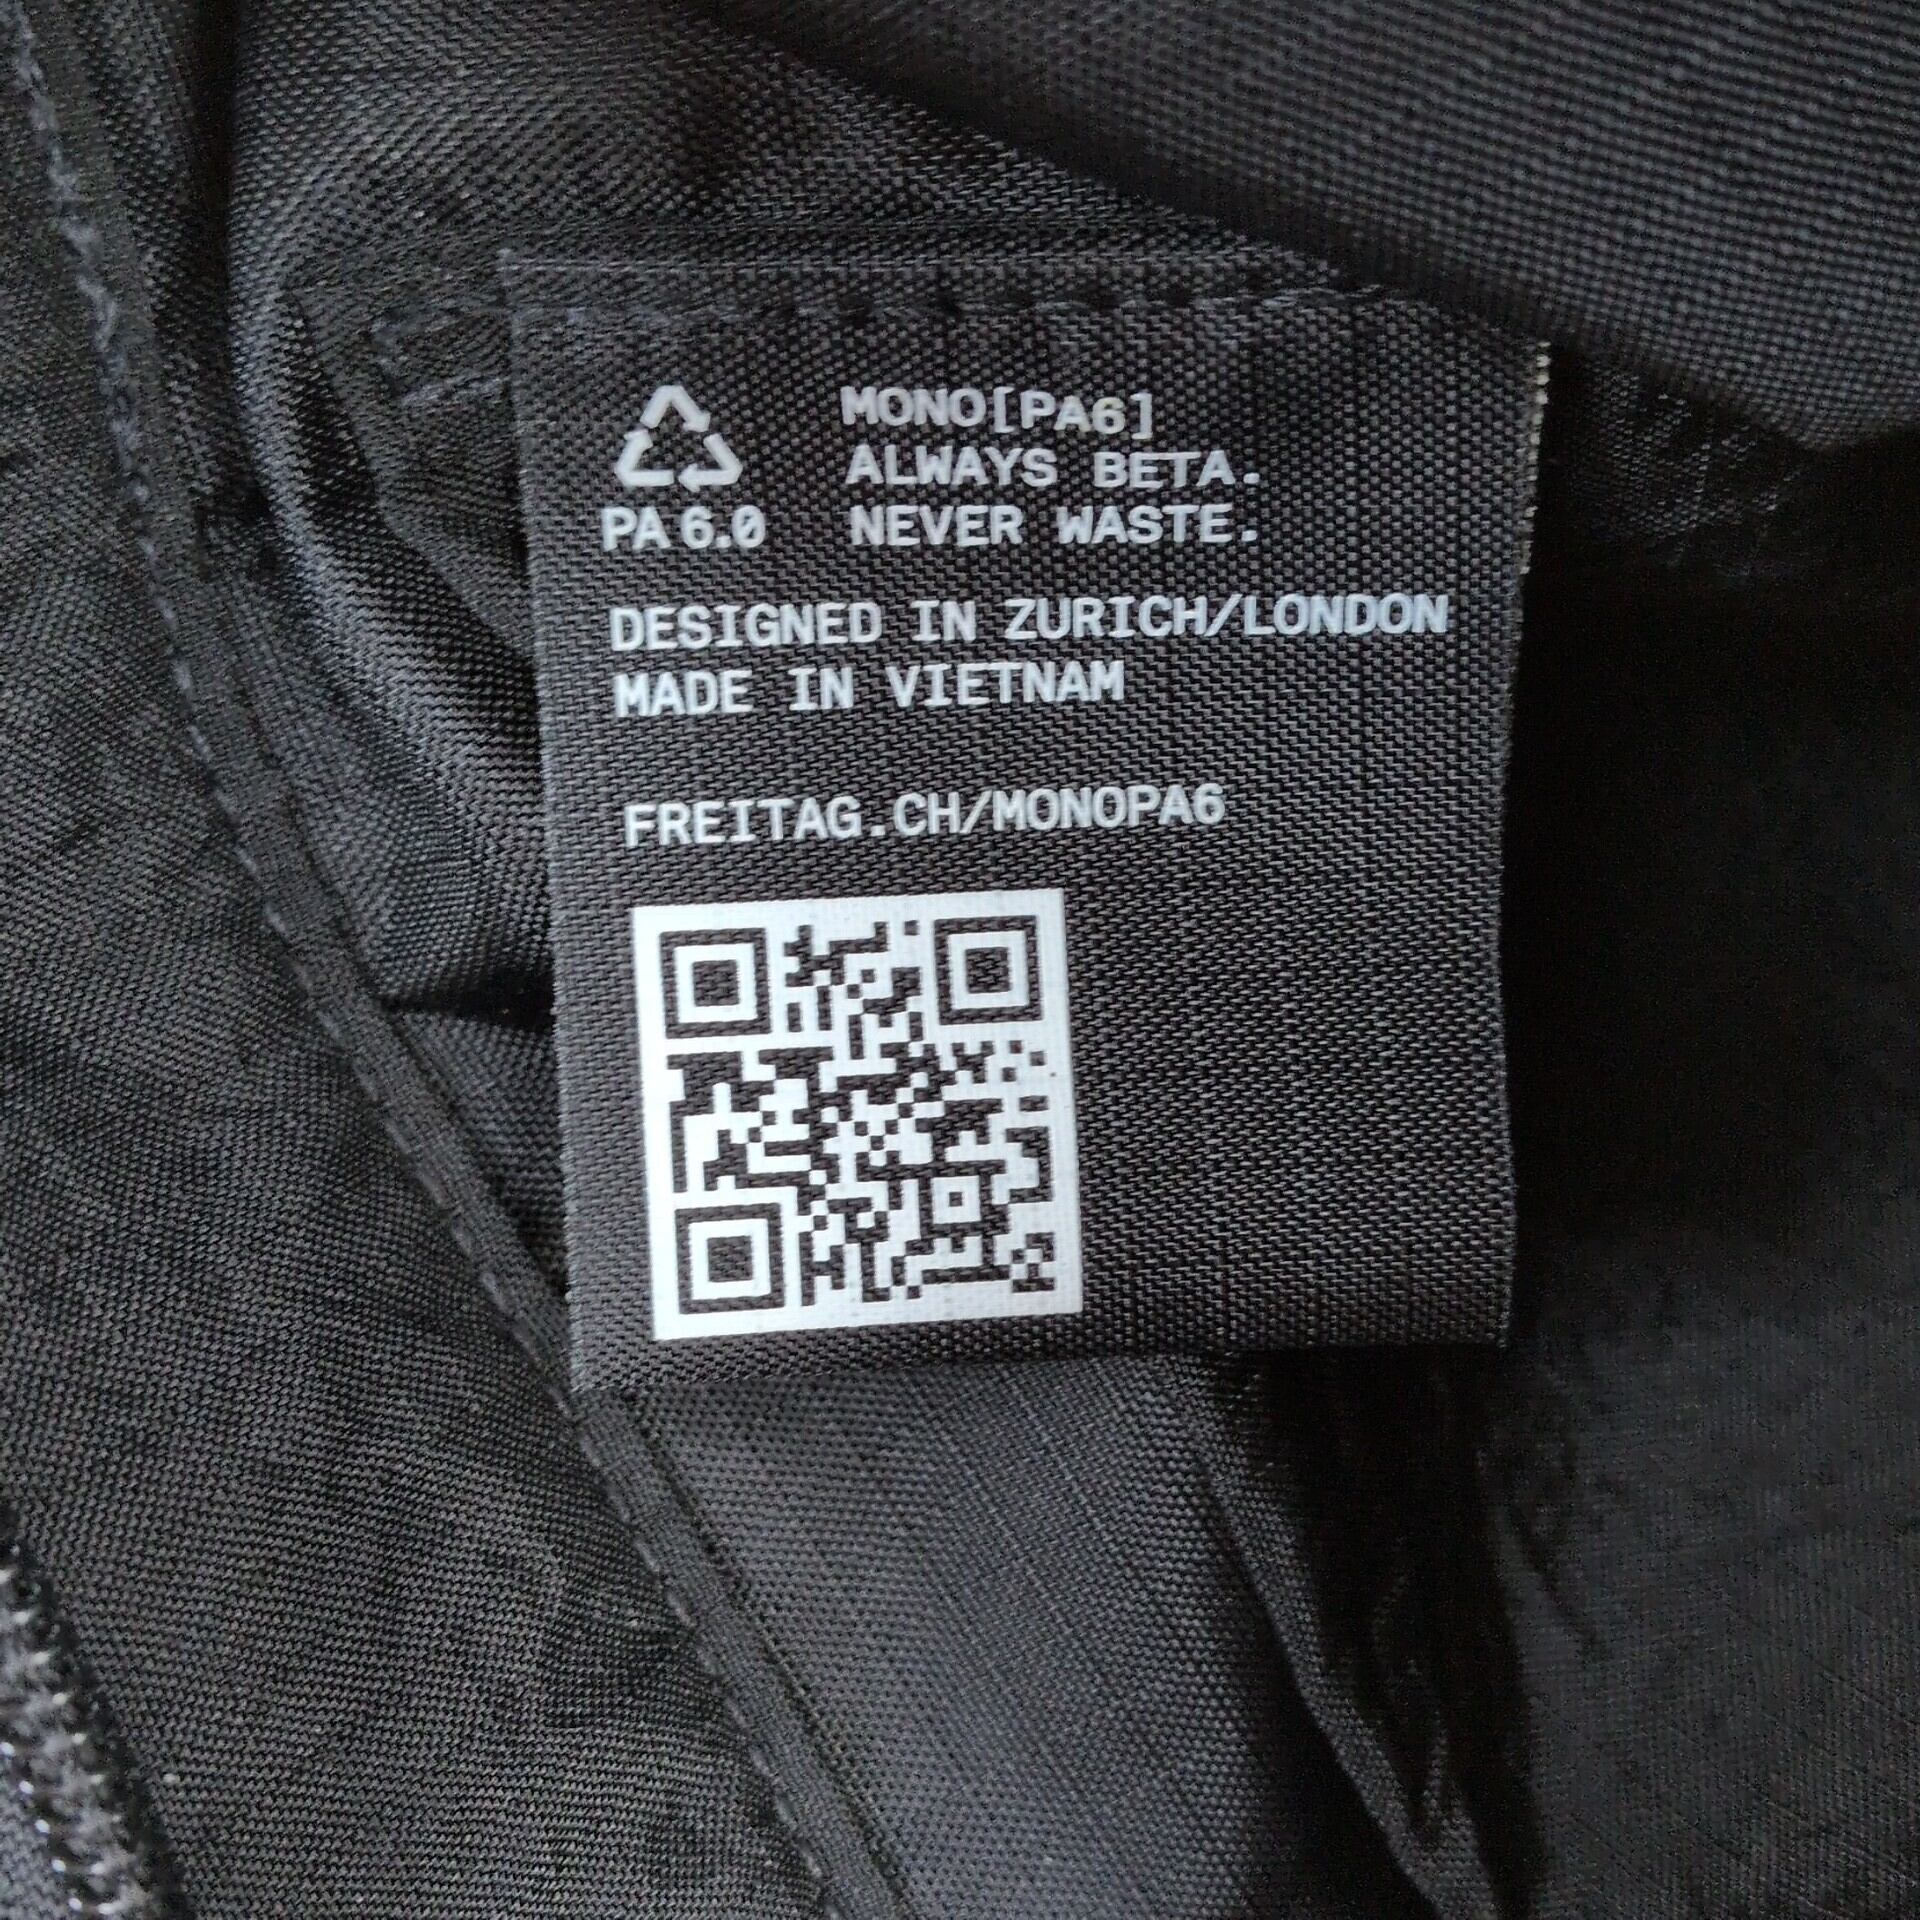 MONO[PA6]
ALWAYS BETA.
NEVER WASTE.
PA 6.0
DESIGNED IN ZURICH/LONDON
MADE IN VIETNAM
FREITAG.CH/MONOPA6